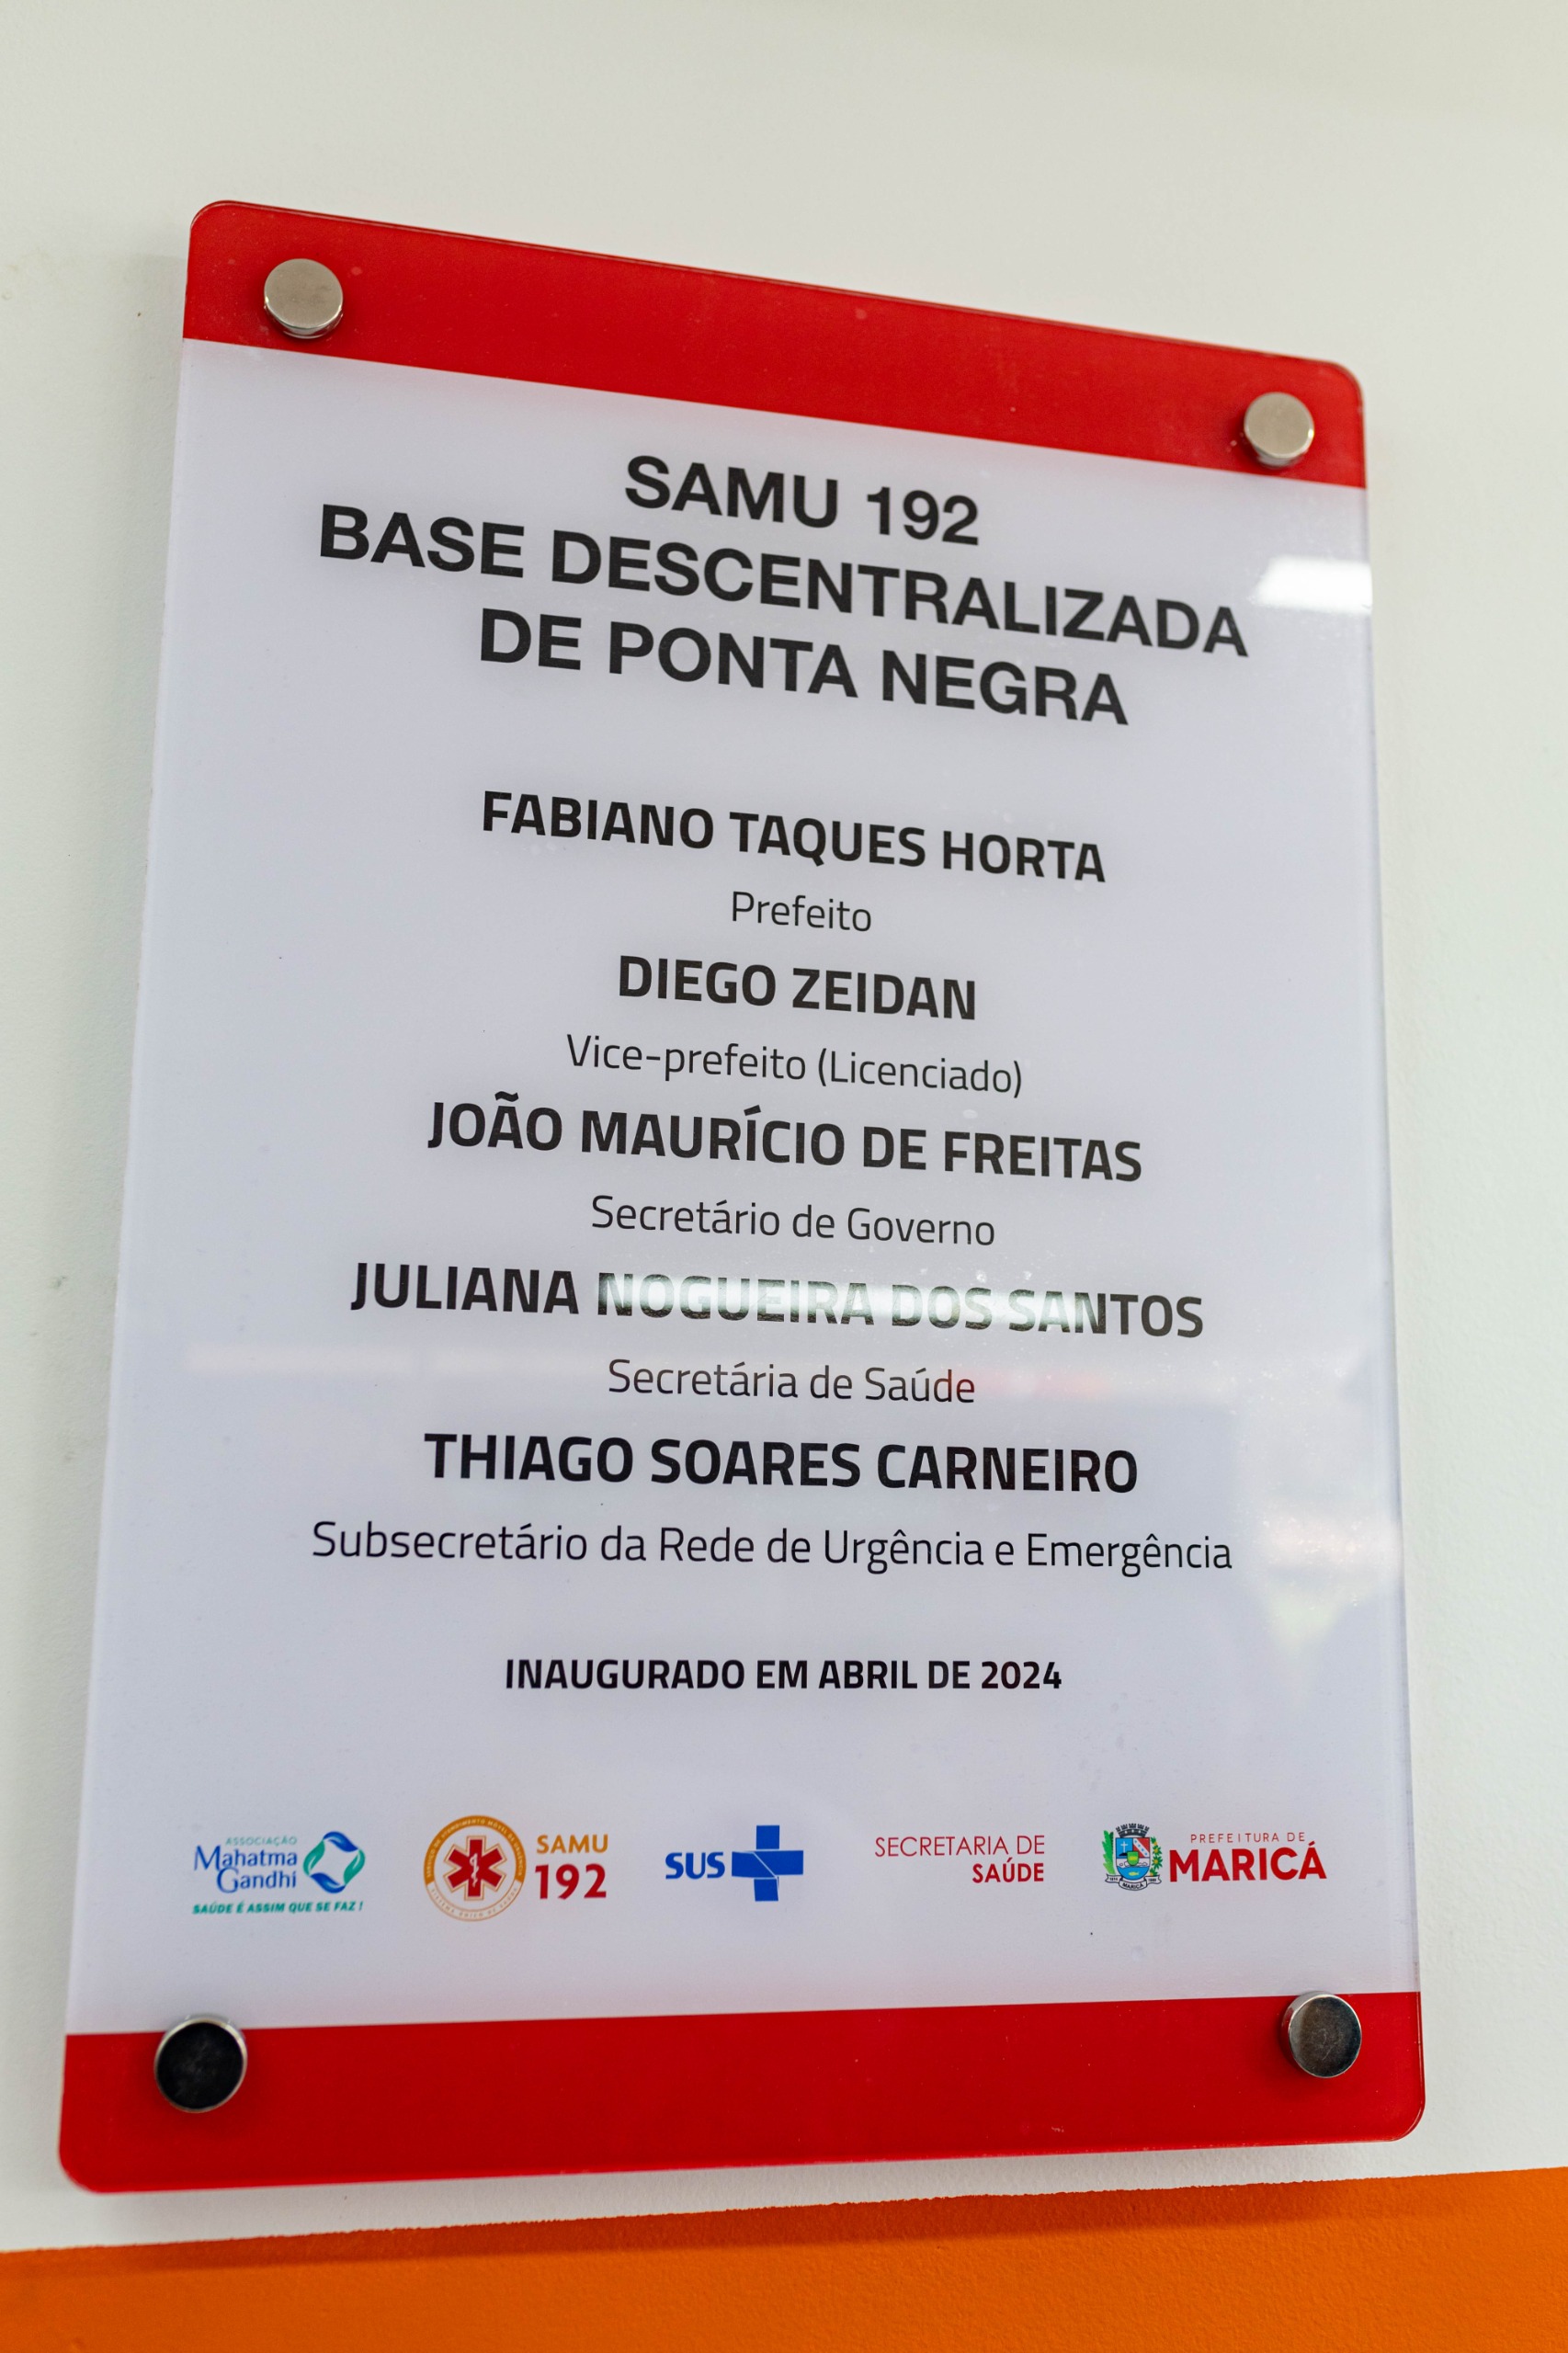 SAMU 192
BASE DESCENTRALIZADA
DE PONTA NEGRA
FABIANO TAQUES HORTA
Prefeito
DIEGO ZEIDAN
Vice-prefeito (Licenciado)
JOÃO MAURÍCIO DE FREITAS
Secretário de Governo
JULIANA NOGUEIRA DOS SANTOS
Secretária de Saúde
THIAGO SOARES CARNEIRO
Subsecretário da Rede de Urgência e Emergência
INAUGURADO EM ABRIL DE 2024
ASSOCIAÇÃO
Mahatma
Gandhi
SAÚDE É ASSIM QUE SE FAZ !
SAMU
192
SUS
SECRETARIA DE
SAÚDE
PREFEITURA DE
MARICÁ